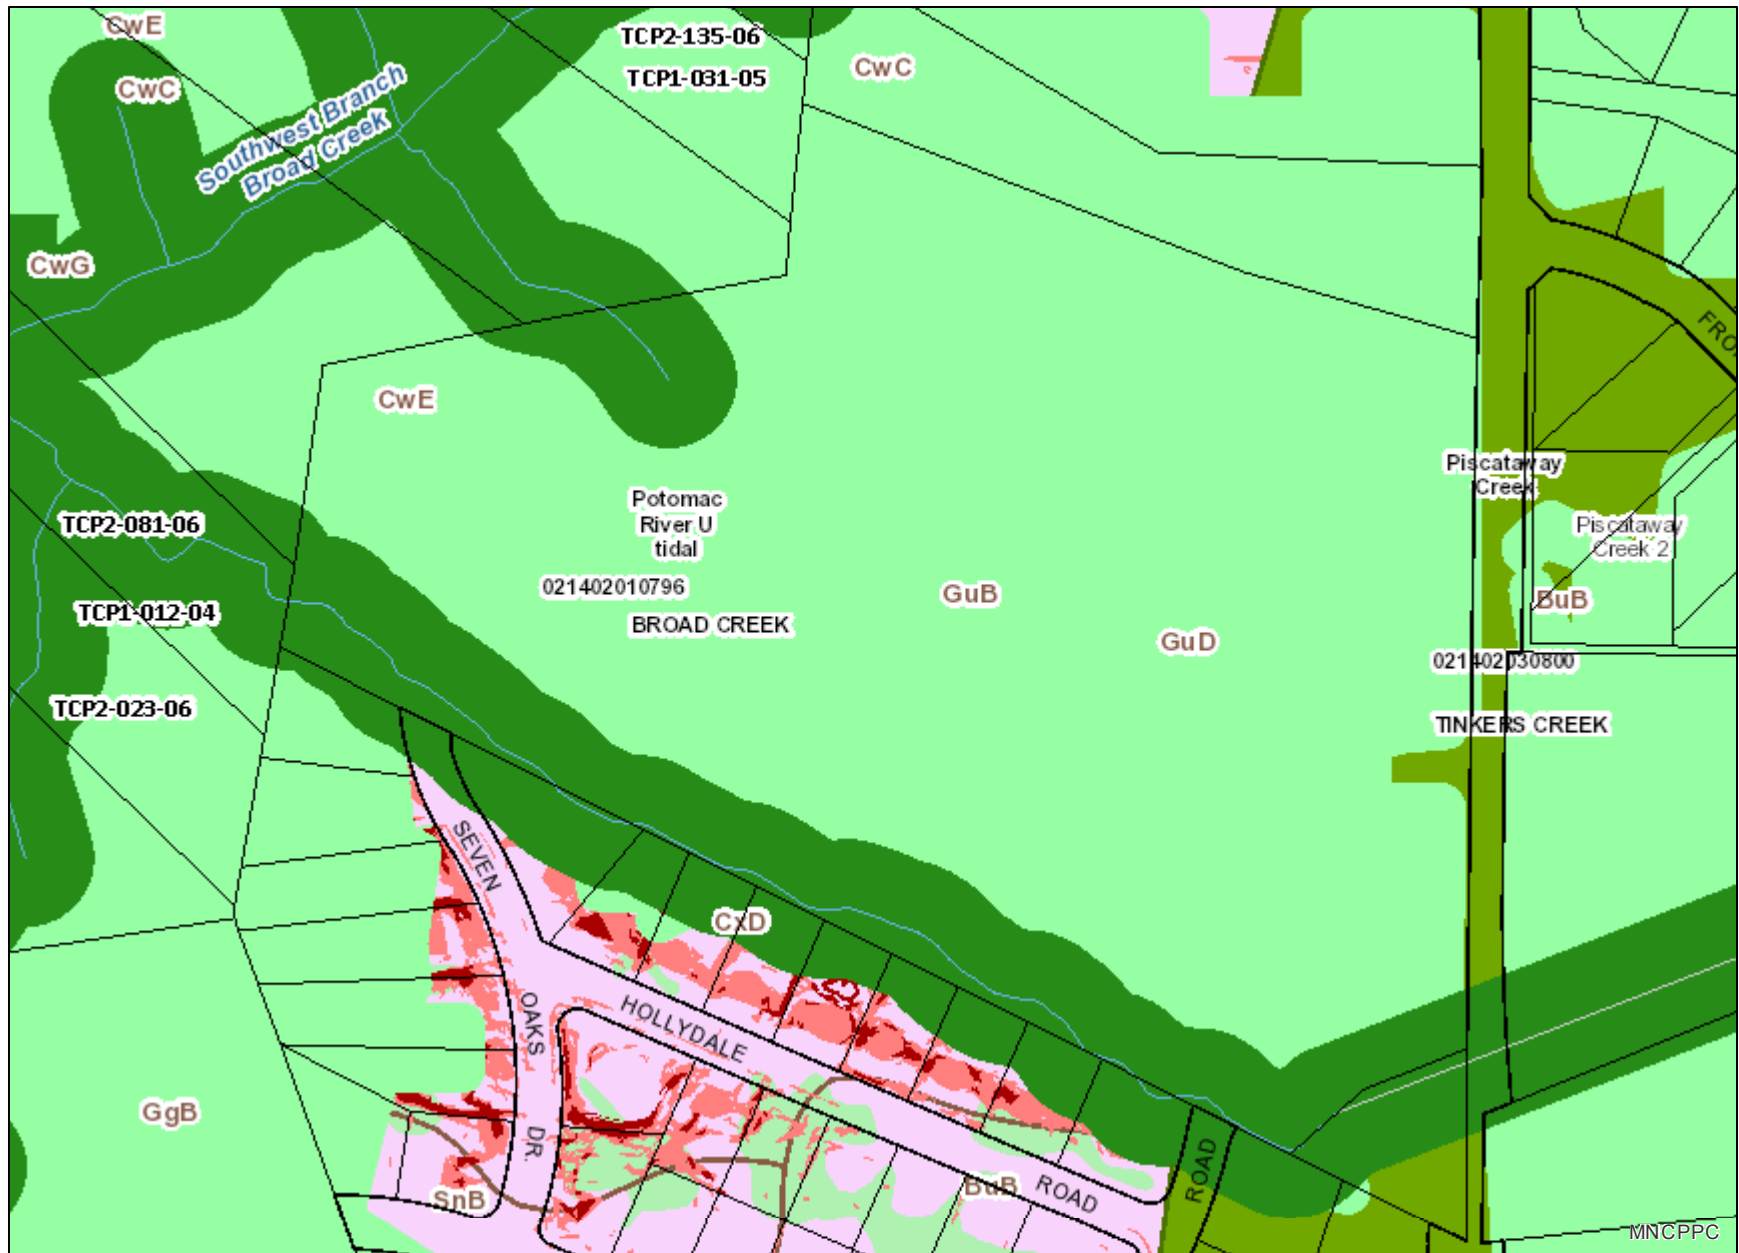 CwE
TCP2-135-06
CwC
TCP1-031-05
CwC
Southwest Branch
Broad Creek
CwG
CwE
Piscataway
Creek
Potomac
River U
tidal
TCP2-081-06
Piscataway
Creek 2
021402010796
GuB
BuB
TCP1-012-04
BROAD CREEK
GuD
021402030800
TCP2-023-06
TINKERS CREEK
SEVEN
OAKS
DR.
CxD
HOLLYDALE
ROAD
GgB
ROAD
SnB
BuB
MNCPPC